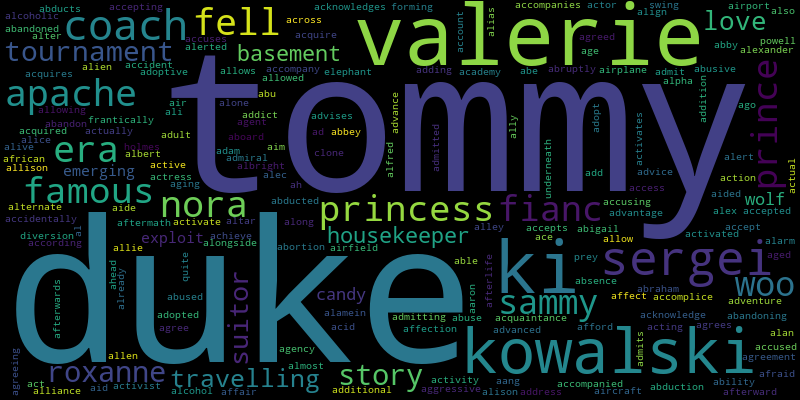 alcoholic abducts accepting acknowledges forming accompanies actor swing airport also
abandoned coach fell across alias valerie align love abby powell
alter accuses alerted acquire account agreed age abruptly airplane admit abusive alexander
tournament alien accident basement adding academy abe alpha
acquires adoptive allows accompany elephant tommy addition prince
apache air alone allowed abu advance adopt ago
allowing abandon ali agent addict advises ally activates
acquired frantically actually aboard ad abbey admitted
alive alice era holmes adult adam aim clone alfred underneath alert
african albert active admiral albright action actual
allison emerging actress alec add access aided advice
famous aging abducted ah accusing wolf
alternate aide nora princess fianc advantage alex accepted
accidentally aftermath activate altar along alley accepts abigail activated accept
diversion al exploit achieve housekeeper ace allow alarm
according allie alongside abortion airfield able prey sergei aged
duke ki absence abraham woo
afterwards ahead already quite abused suitor candy aaron afterlife sammy affect accomplice adventure
adopted alamein admitting abuse acquaintance afford acknowledge abandoning
agree acid affection advanced acting agrees alan
allen agency kowalski admits accused
roxanne almost story agreement
agreeing act travelling activity aang accompanied abduction ability afraid
alliance aid activist alcohol affair additional aggressive alison address aircraft afterward